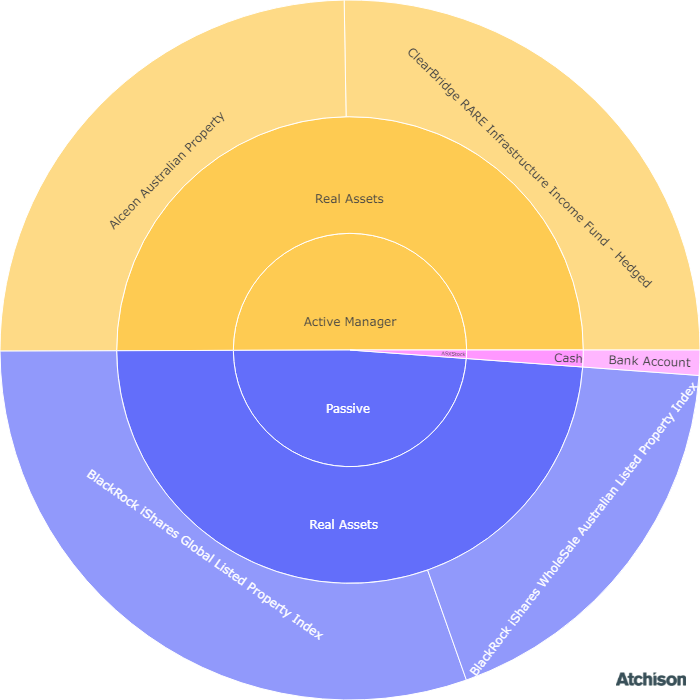 ClearBridge RARE Infrastructure Income Fund - Hedged
Alceon Australian Property
Real Assets
Active Manager
Cash
Bank Account
Passive
Real Assets
BlackRock iShares Global Listed Property Index
BlackRock iShares WholeSale Australian Listed Property Index
Atchison